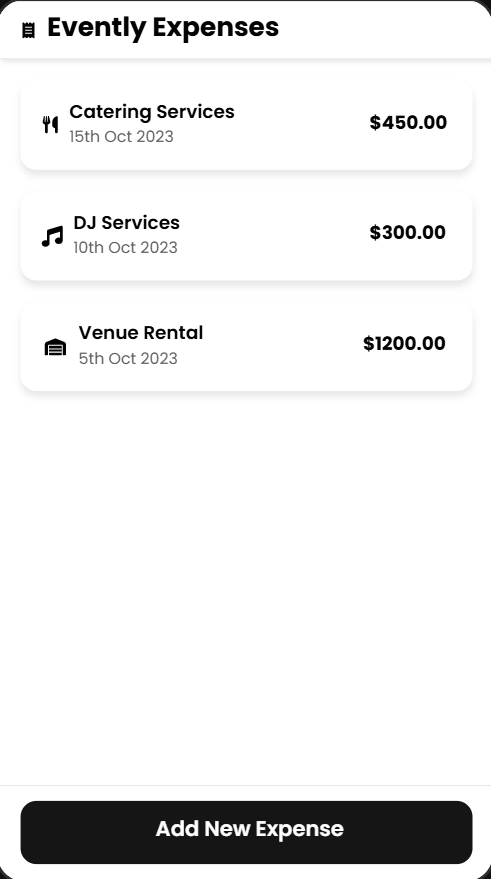 Evently Expenses
Catering Services
15th Oct 2023
$450.00
DJ Services
10th Oct 2023
$300.00
Venue Rental
5th Oct 2023
$1200.00
Add New Expense